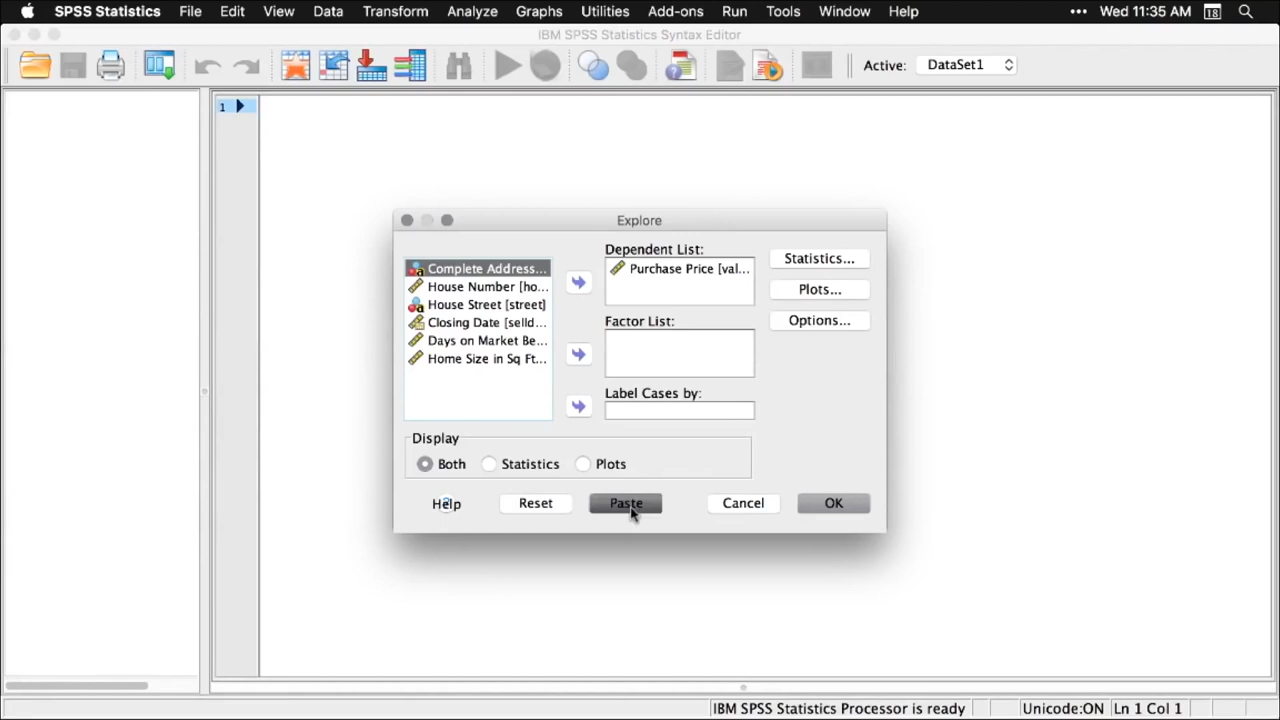 SPSS Statistics File Edit View Data Transform Analyze Graphs Utilities Add-ons Run Tools Window Help ••• Wed 11:35 AM 18
IBM SPSS Statistics Syntax Editor
Active: DataSet1
1
Explore
Complete Address...
House Number [ho...
House Street [street]
Closing Date [selld...
Days on Market Be...
Home Size in Sq Ft...
Dependent List:
Purchase Price [val...
Factor List:
Label Cases by:
Statistics...
Plots...
Options...
Display
Both Statistics Plots
Help Reset Paste Cancel OK
IBM SPSS Statistics Processor is ready Unicode:ON Ln 1 Col 1